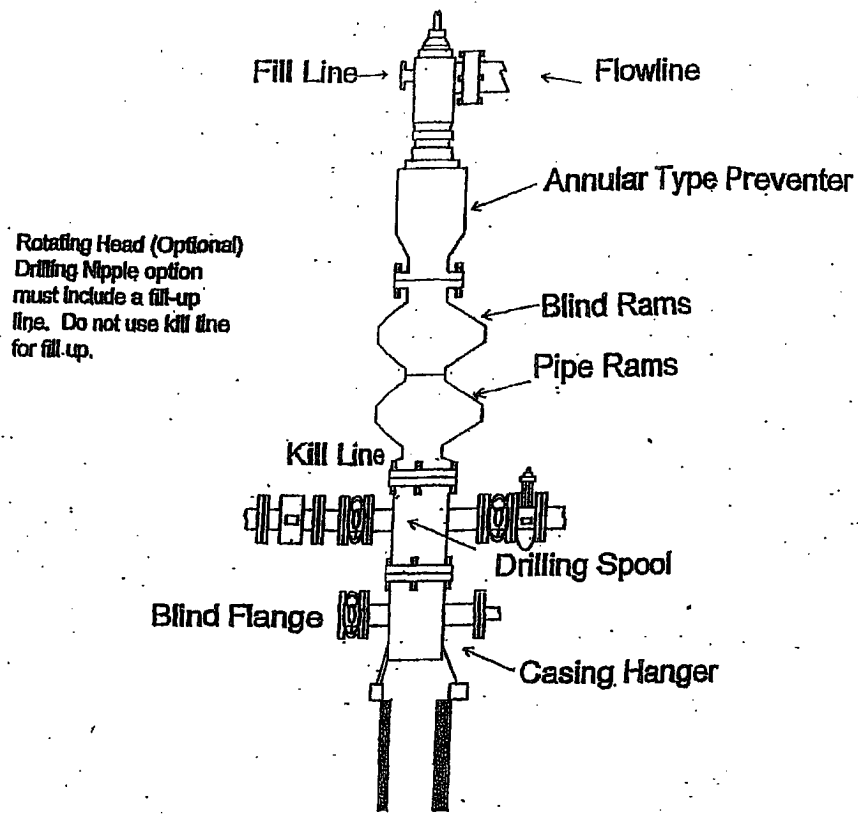 Fill Line
Flowline
Annular Type Preventer
Rotating Head (Optional)
Drilling Nipple option
must include a fill-up
line. Do not use kill line
for fill-up.
Blind Rams
Pipe Rams
Kill Line
Drilling Spool
Blind Flange
Casing Hanger